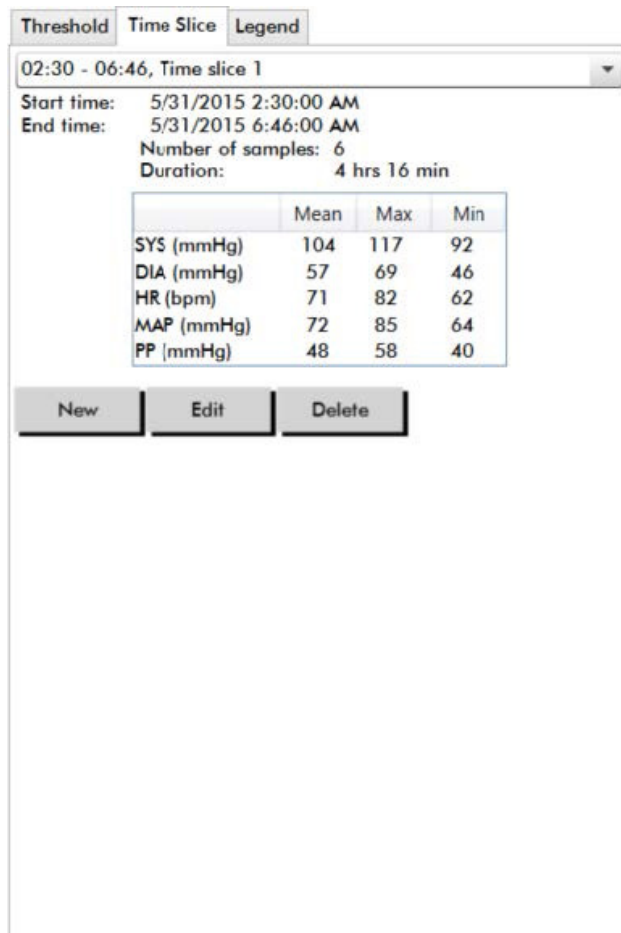 Threshold Time Slice Legend
02:30 - 06:46, Time slice 1
Start time: 5/31/2015 2:30:00 AM
End time: 5/31/2015 6:46:00 AM
Number of samples: 6
Duration: 4 hrs 16 min
Mean Max Min
SYS (mmHg) 104 117 92
DIA (mmHg) 57 69 46
HR (bpm) 71 82 62
MAP (mmHg) 72 85 64
PP (mmHg) 48 58 40
New Edit Delete